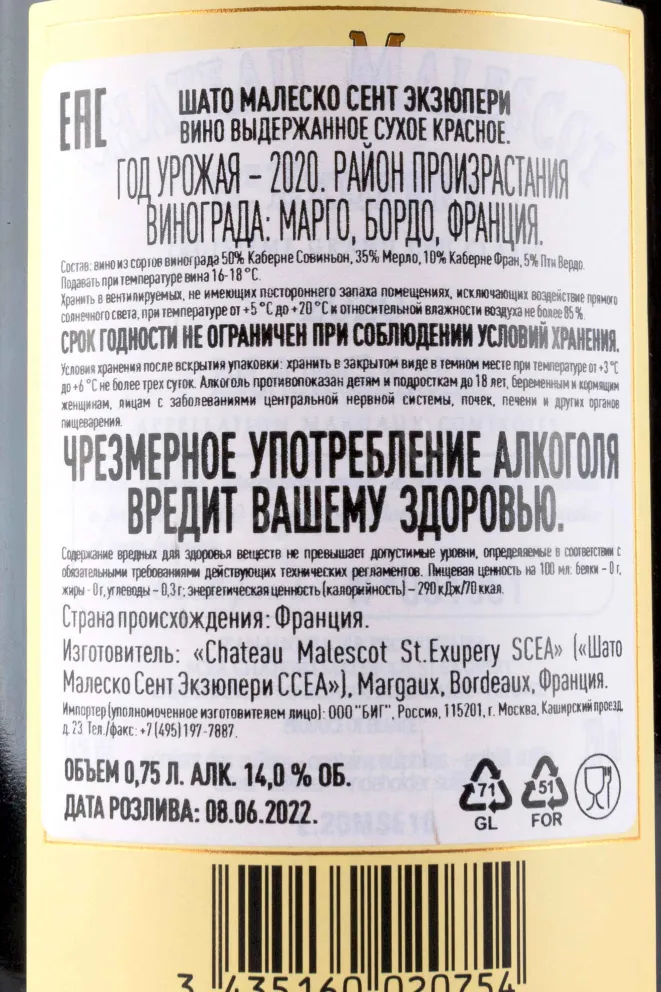 М
ЕАС
ШАТО МАЛЕСКО СЕНТ ЭКЗЮПЕРИ
ВИНО ВЫДЕРЖАННОЕ СУХОЕ КРАСНОЕ.
ГОД УРОЖАЯ – 2020. РАЙОН ПРОИЗРАСТАНИЯ
ВИНОГРАДА: МАРГО, БОРДО, ФРАНЦИЯ.
Состав: вино из сортов винограда 50% Каберне Совиньон, 35% Мерло, 10% Каберне Фран, 5% Пти Вердо.
Подавать при температуре вина 16-18 °С.
Хранить в вентилируемых, не имеющих постороннего запаха помещениях, исключающих воздействие прямого
солнечного света, при температуре от +5 °С до +20 °С и относительной влажности воздуха не более 85 %.
СРОК ГОДНОСТИ НЕ ОГРАНИЧЕН ПРИ СОБЛЮДЕНИИ УСЛОВИЙ ХРАНЕНИЯ.
Условия хранения после вскрытия упаковки: хранить в закрытом виде в темном месте при температуре от +3 °С
до +6 °С не более трех суток. Алкоголь противопоказан детям и подросткам до 18 лет, беременным и кормящим
женщинам, лицам с заболеваниями центральной нервной системы, почек, печени и других органов
пищеварения.
ЧРЕЗМЕРНОЕ УПОТРЕБЛЕНИЕ АЛКОГОЛЯ
ВРЕДИТ ВАШЕМУ ЗДОРОВЬЮ.
Содержание вредных для здоровья веществ не превышает допустимые уровни, определяемые в соответствии с
обязательными требованиями действующих технических регламентов. Пищевая ценность на 100 мл: белки – 0 г,
жиры - 0 г, углеводы – 0,3 г; энергетическая ценность (калорийность) – 290 кДж/70 ккал.
Страна происхождения: Франция.
Изготовитель: «Chateau Malescot St.Exupery SCEA» («Шато
Малеско Сент Экзюпери ССЕА»), Margaux, Bordeaux, Франция.
Импортер (уполномоченное изготовителем лицо): ООО "БИГ", Россия, 115201, г. Москва, Каширский проезд,
д. 23 Тел./факс: +7 (495) 197-7887.
ОБЪЕМ 0,75 Л. АЛК. 14,0 % ОБ.
ДАТА РОЗЛИВА: 08.06.2022.
71
GL
51
FOR
3 435160 020754